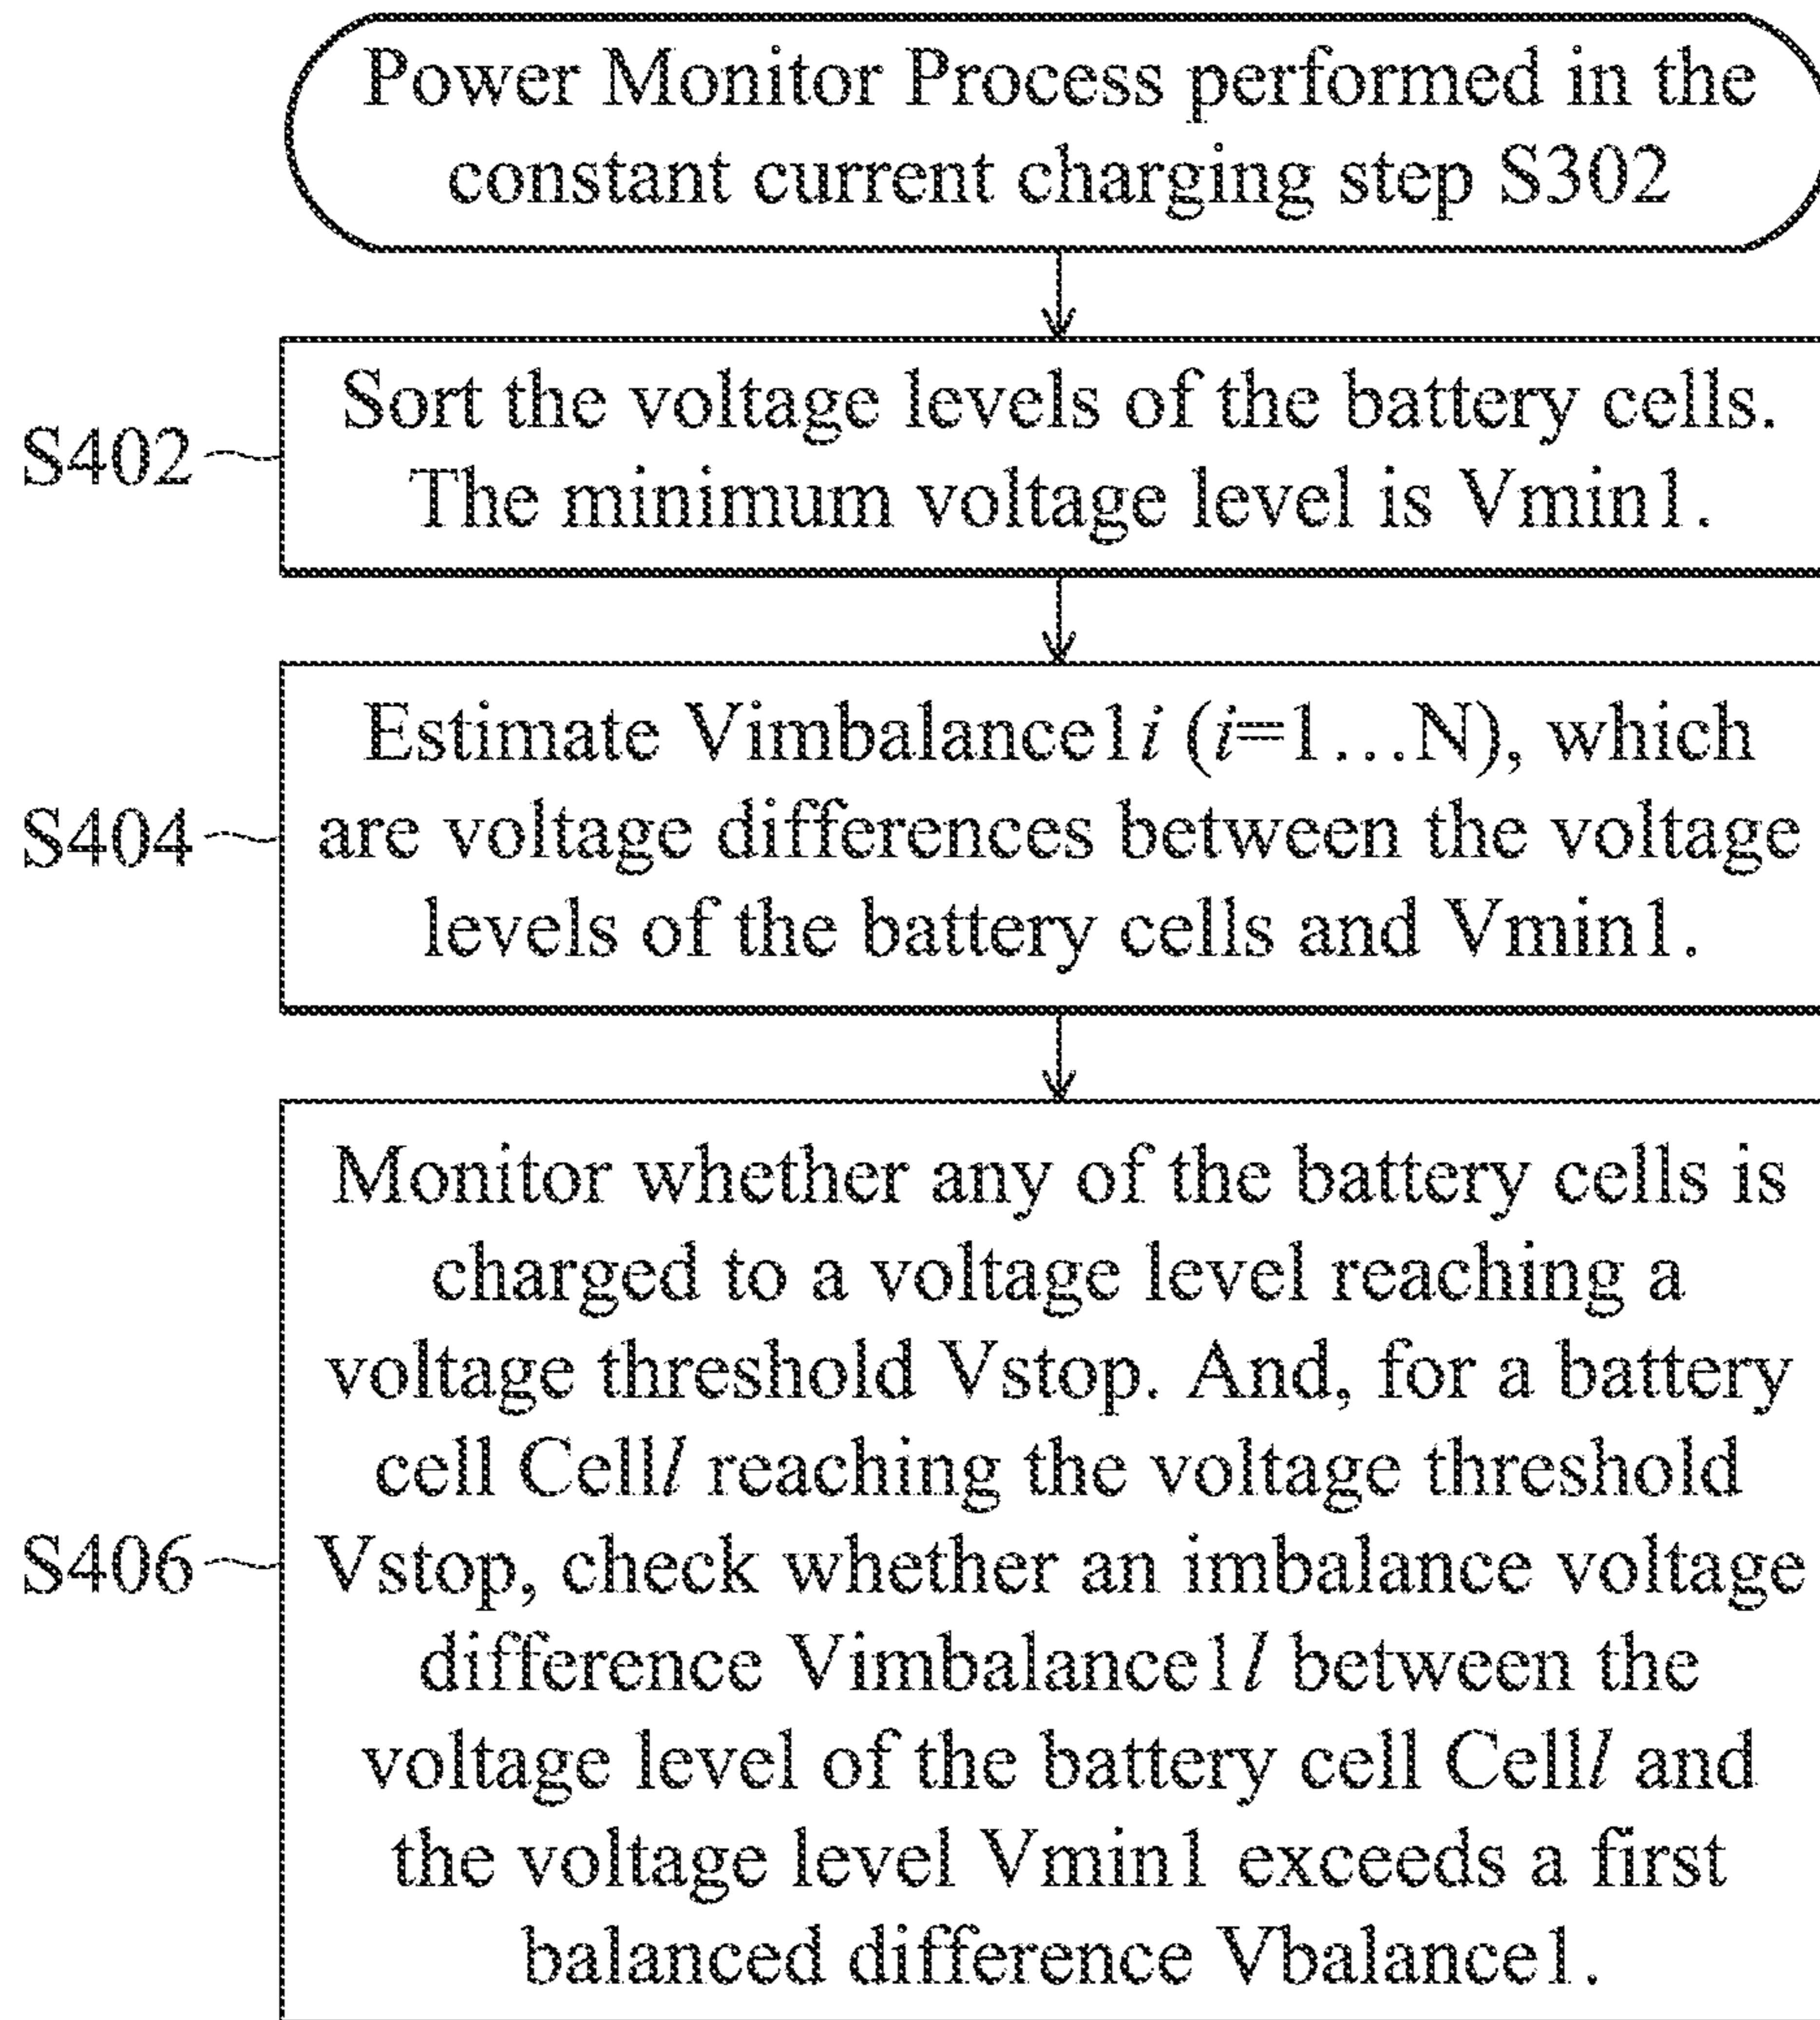 Power Monitor Process performed in the
constant current charging step S302
S402
Sort the voltage levels of the battery cells.
The minimum voltage level is Vmin1.
S404
Estimate Vimbalance1i (i=1...N), which
are voltage differences between the voltage
levels of the battery cells and Vmin1.
S406
Monitor whether any of the battery cells is
charged to a voltage level reaching a
voltage threshold Vstop. And, for a battery
cell Celll reaching the voltage threshold
Vstop, check whether an imbalance voltage
difference Vimbalance1l between the
voltage level of the battery cell Celll and
the voltage level Vmin1 exceeds a first
balanced difference Vbalance1.